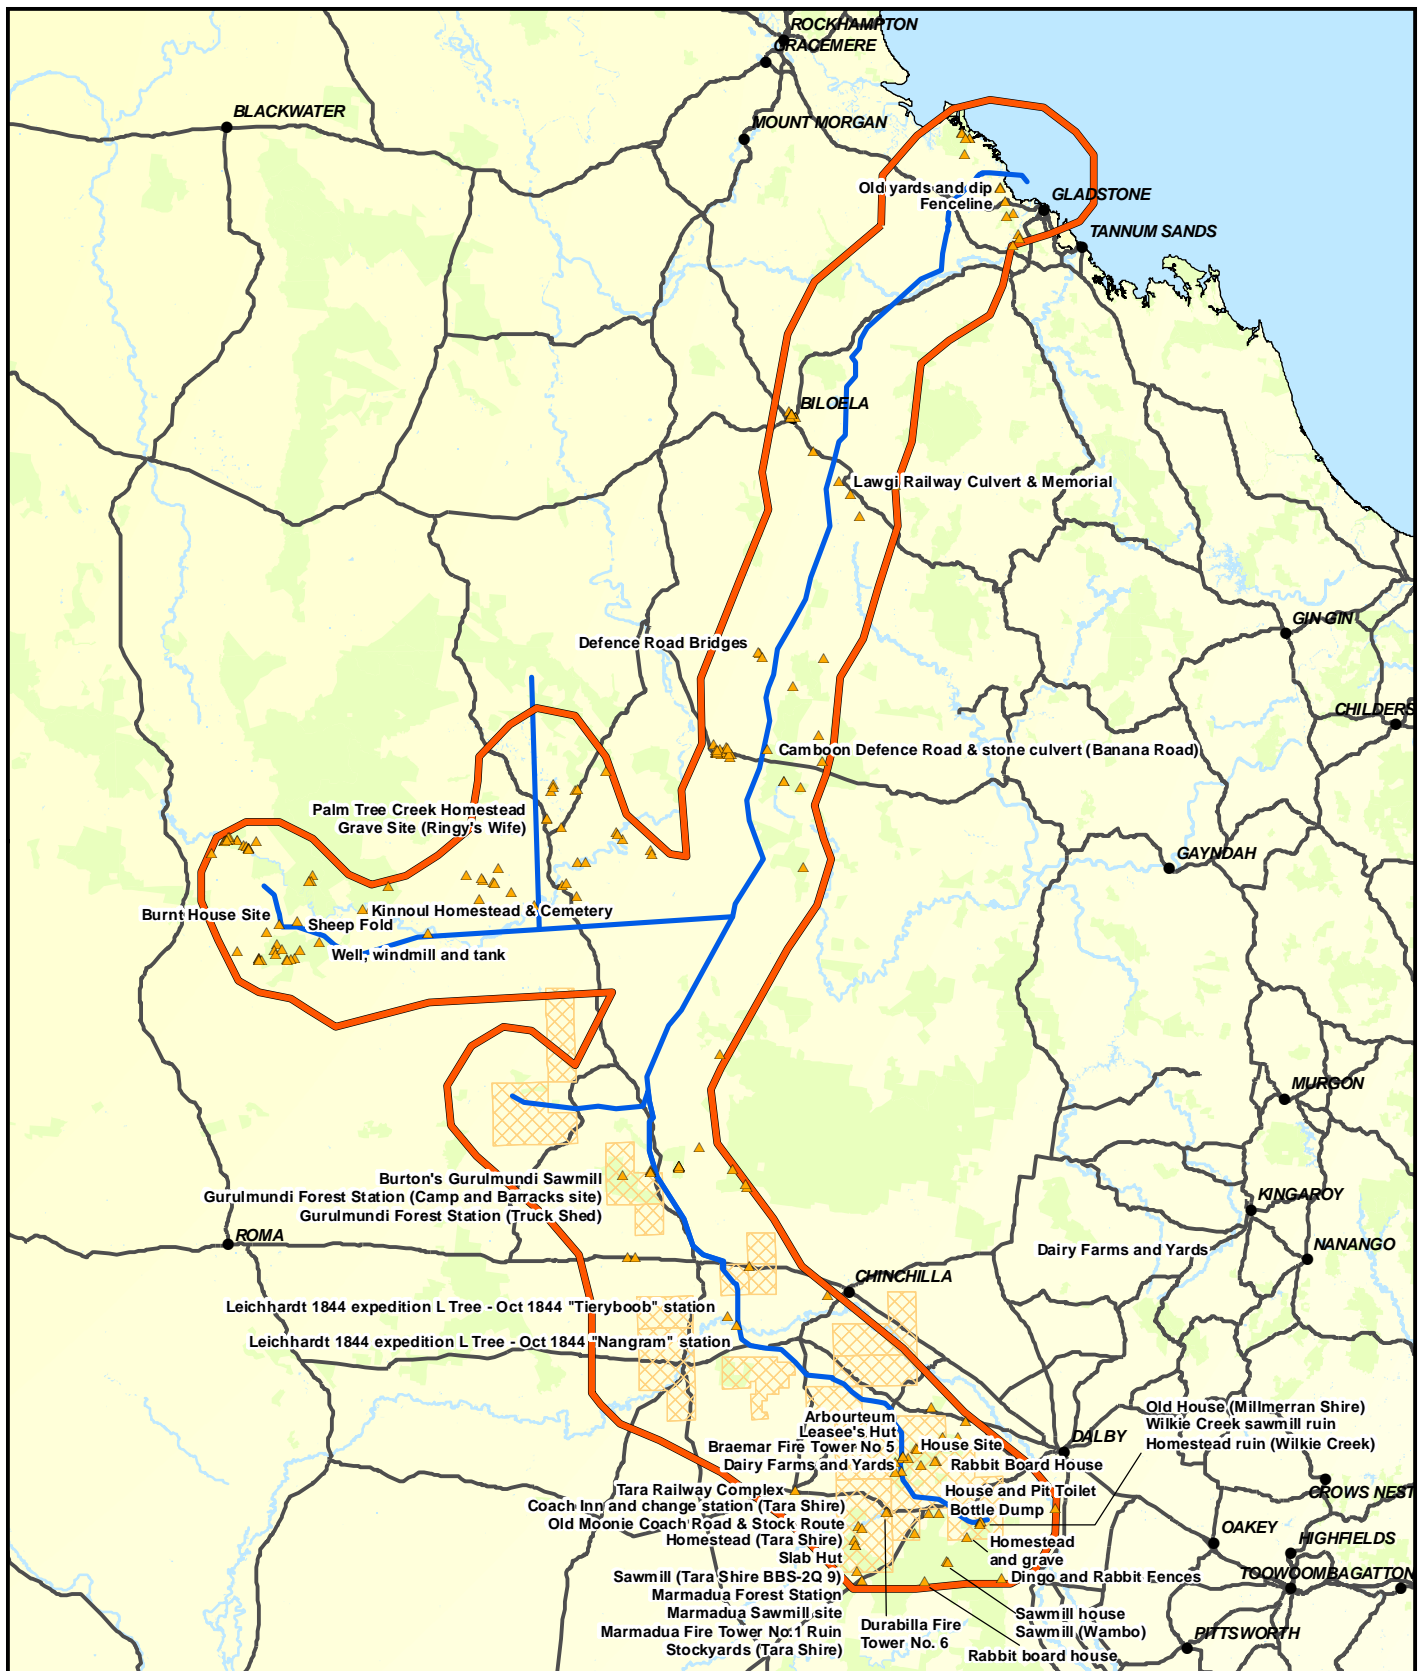 ROCKHAMPTON
GRACEMERE
BLACKWATER
MOUNT MORGAN
Old yards and dip
Fenceline
GLADSTONE
TANNUM SANDS
BILOELA
Lawgi Railway Culvert & Memorial
GIN GIN
Defence Road Bridges
CHILDERS
Camboon Defence Road & stone culvert (Banana Road)
Palm Tree Creek Homestead
Grave Site (Ringy's Wife)
GAYNDAH
Burnt House Site
Kinnoul Homestead & Cemetery
Sheep Fold
Well, windmill and tank
MURGON
Burton's Gurulmundi Sawmill
Gurulmundi Forest Station (Camp and Barracks site)
Gurulmundi Forest Station (Truck Shed)
KINGAROY
ROMA
NANANGO
Dairy Farms and Yards
CHINCHILLA
Leichhardt 1844 expedition L Tree - Oct 1844 "Tieryboob" station
Leichhardt 1844 expedition L Tree - Oct 1844 "Nangram" station
Old House (Millmerran Shire)
Wilkie Creek sawmill ruin
Homestead ruin (Wilkie Creek)
Arbourteum
Leasee's Hut
Braemar Fire Tower No 5
Dairy Farms and Yards
House Site
DALBY
Rabbit Board House
Tara Railway Complex
House and Pit Toilet
CROWS NEST
Coach Inn and change station (Tara Shire)
Bottle Dump
Old Moonie Coach Road & Stock Route
OAKEY
Homestead (Tara Shire)
Homestead
and grave
HIGHFIELDS
Slab Hut
Sawmill (Tara Shire BBS-2Q 9)
Dingo and Rabbit Fences
TOOWOOMBA
GATTON
Marmadua Forest Station
Marmadua Sawmill site
Sawmill house
Sawmill (Wambo)
Marmadua Fire Tower No:1 Ruin
Durabilla Fire
Tower No. 6
PITTSWORTH
Stockyards (Tara Shire)
Rabbit board house